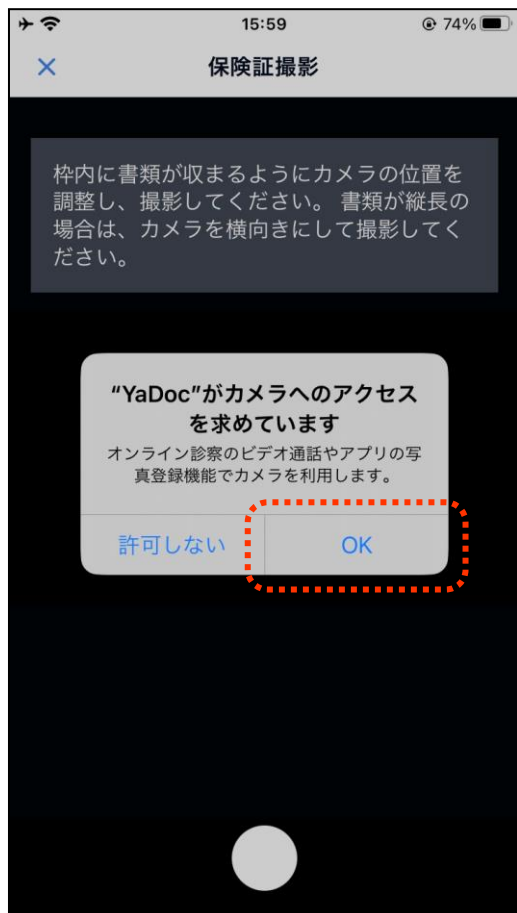 15:59
74%
×
保険証撮影
枠内に書類が収まるようにカメラの位置を
調整し、撮影してください。 書類が縦長の
場合は、カメラを横向きにして撮影してく
ださい。
“YaDoc”がカメラへのアクセス
を求めています
オンライン診察のビデオ通話やアプリの写
真登録機能でカメラを利用します。
許可しない
OK